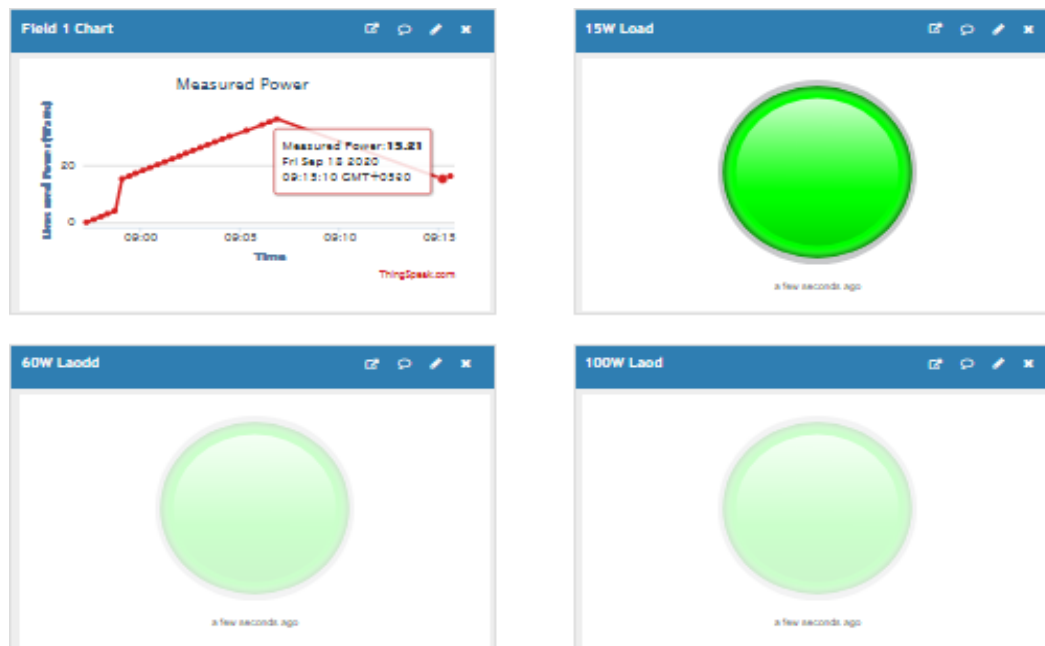 Field 1 Chart
15W Load
Measured Power
Measured Power:15.21
Fri Sep 18 2020
09:15:10
20
0
09:00 09:05 09:10 09:15
Time
ThingSpeak.com
a few seconds ago
60W Laodd
100W Laod
a few seconds ago
a few seconds ago